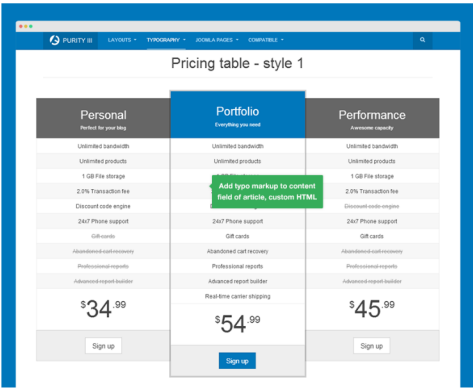 PURITY III
LAYOUTS
TYPOGRAPHY
JOOMLA PAGES
COMPATIBLE
Pricing table - style 1
Personal
Perfect for your blog
Unlimited bandwidth
Unlimited products
1 GB File storage
2.0% Transaction fee
Discount code engine
24x7 Phone support
Gift cards
Abandoned cart recovery
Professional reports
Advanced report builder
$34.99
Sign up
Portfolio
Everything you need
Unlimited bandwidth
Unlimited products
Add typo markup to content
field of article, custom HTML
24x7 Phone support
Gift cards
Abandoned cart recovery
Professional reports
Advanced report builder
Real-time carrier shipping
$54.99
Sign up
Performance
Awesome capacity
Unlimited bandwidth
Unlimited products
1 GB File storage
2.0% Transaction fee
Discount code engine
24x7 Phone support
Gift cards
Abandoned cart recovery
Professional reports
Advanced report builder
$45.99
Sign up